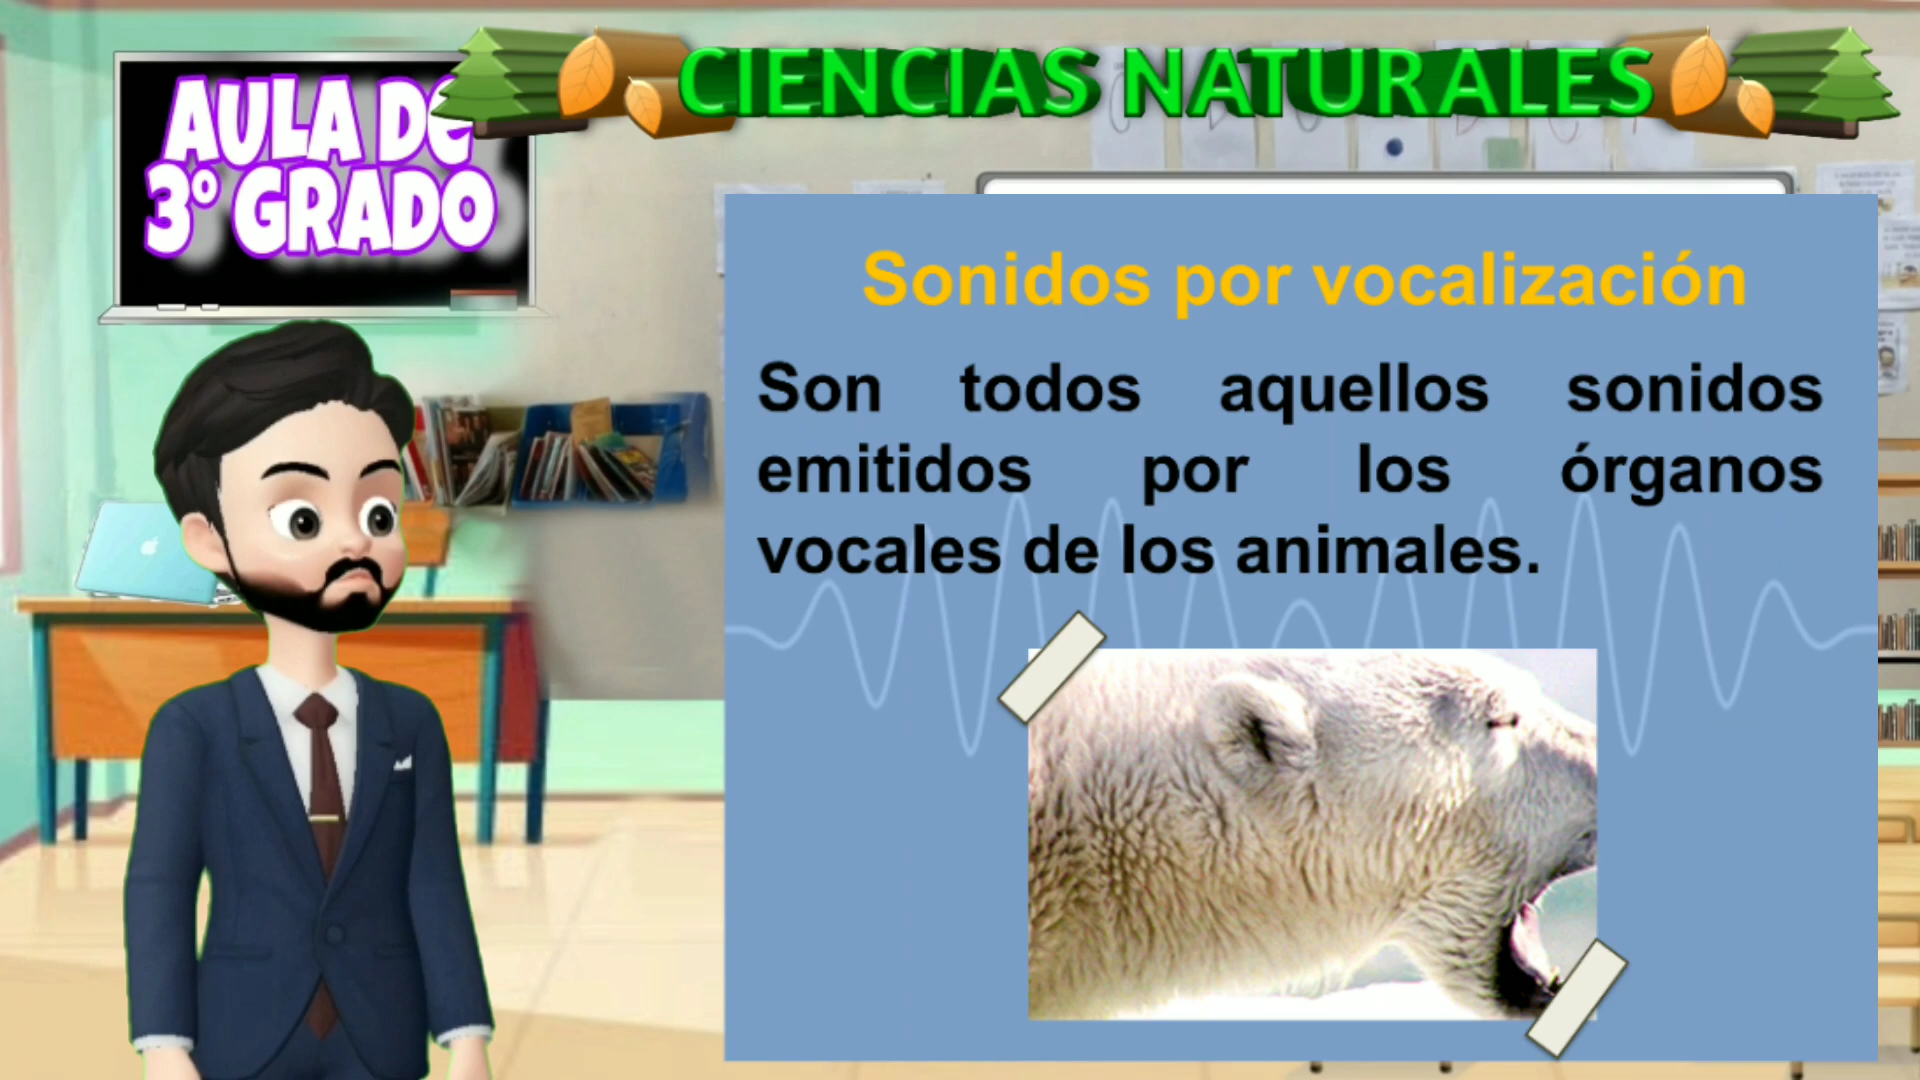 CIENCIAS NATURALES
AULA DE
3º GRADO
Sonidos por vocalización
Son todos aquellos sonidos
emitidos por los órganos
vocales de los animales.